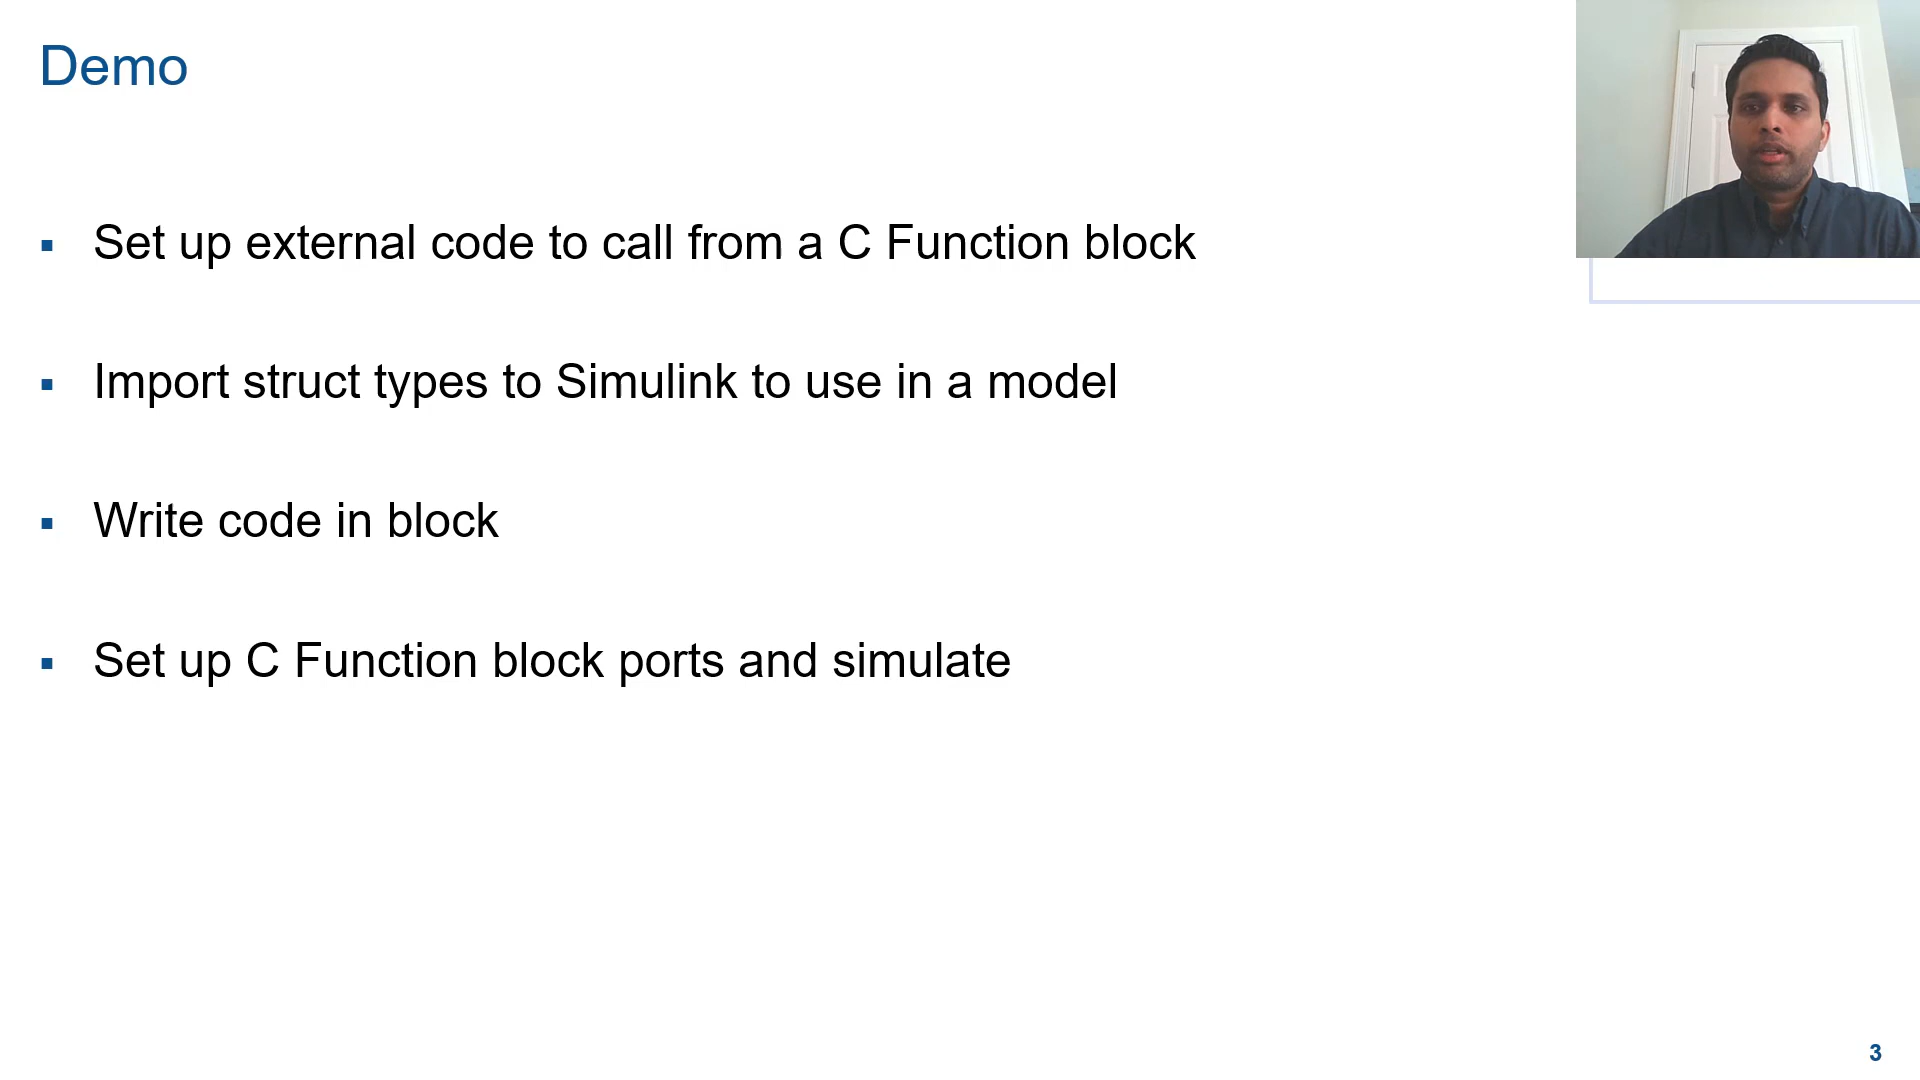 Demo
▪ Set up external code to call from a C Function block
▪ Import struct types to Simulink to use in a model
▪ Write code in block
▪ Set up C Function block ports and simulate
3